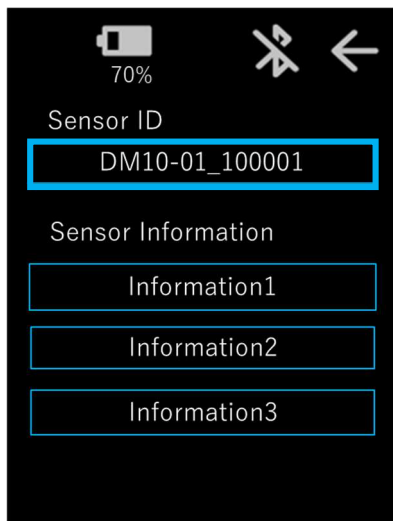 70%
Sensor ID
DM10-01_100001
Sensor Information
Information1
Information2
Information3